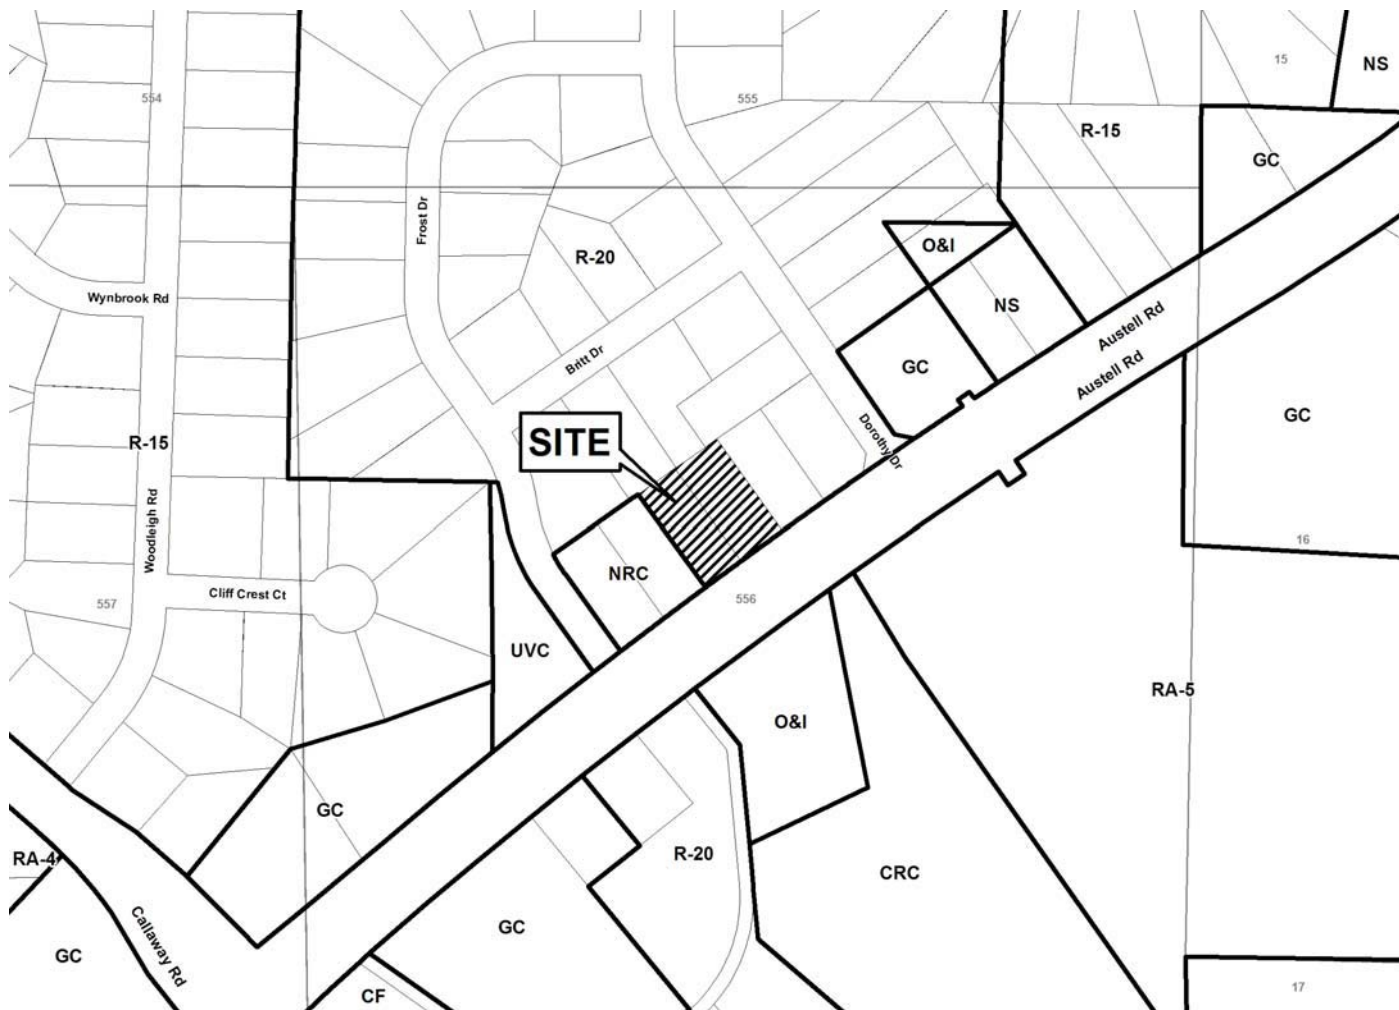 15
NS
554
555
R-15
GC
Frost Dr
R-20
O&I
Wynbrook Rd
NS
Austell Rd
Britt Dr
GC
Austell Rd
GC
R-15
SITE
Dorothy Dr
Woodleigh Rd
16
NRC
Cliff Crest Ct
557
556
UVC
RA-5
O&I
GC
RA-4
R-20
CRC
Callaway Rd
GC
GC
CF
17